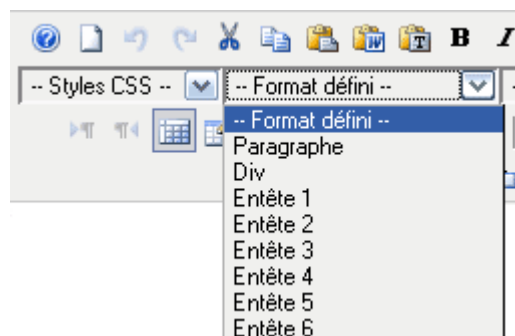 B I
-- Styles CSS -- -- Format défini --
-- Format défini --
Paragraphe
Div
Entête 1
Entête 2
Entête 3
Entête 4
Entête 5
Entête 6